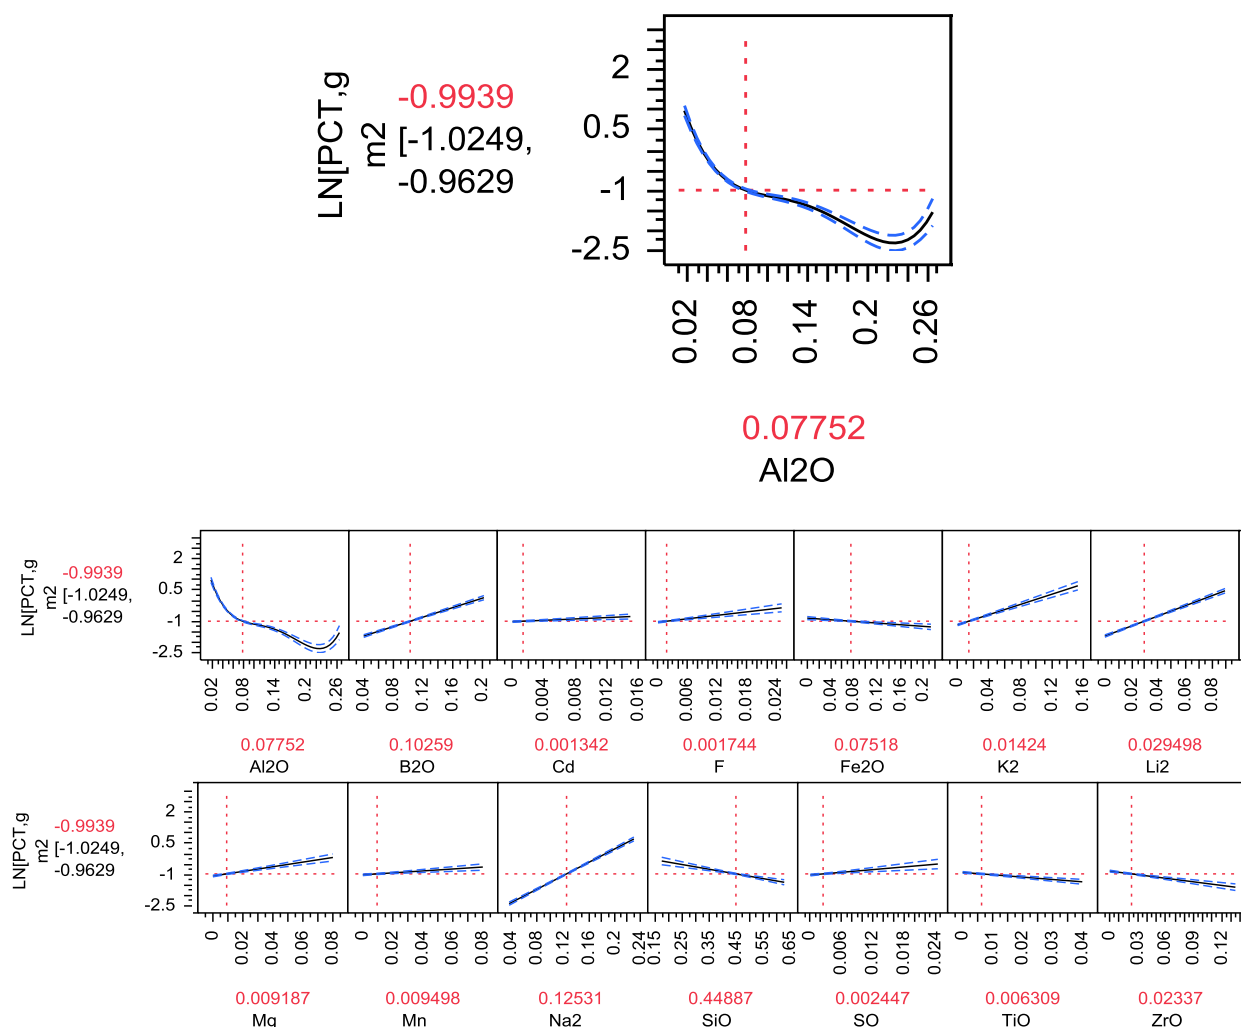 LN[PCT,g
m2
-0.9939
[-1.0249,
-0.9629
2
0.5
-1
-2.5
0.02
0.08
0.14
0.2
0.26
0.07752
Al2O
LN[PCT,g
m2
-0.9939
[-1.0249,
-0.9629
2
0.5
-1
-2.5
0.02 0.08 0.14 0.2 0.26
0.04 0.08 0.12 0.16 0.2
0 0.004 0.008 0.012 0.016
0 0.006 0.012 0.018 0.024
0 0.04 0.08 0.12 0.16 0.2
0 0.04 0.08 0.12 0.16
0 0.02 0.04 0.06 0.08
0.07752 0.10259 0.001342 0.001744 0.07518 0.01424 0.029498
Al2O B2O Cd F Fe2O K2 Li2
LN[PCT,g
m2
-0.9939
[-1.0249,
-0.9629
2
0.5
-1
-2.5
0 0.02 0.04 0.06 0.08
0 0.02 0.04 0.06 0.08
0.04 0.08 0.12 0.16 0.2 0.24
0.15 0.25 0.35 0.45 0.55 0.65
0 0.006 0.012 0.018 0.024
0 0.01 0.02 0.03 0.04
0 0.03 0.06 0.09 0.12
0.009187 0.009498 0.12531 0.44887 0.002447 0.006309 0.02337
Mg Mn Na2 SiO SO TiO ZrO